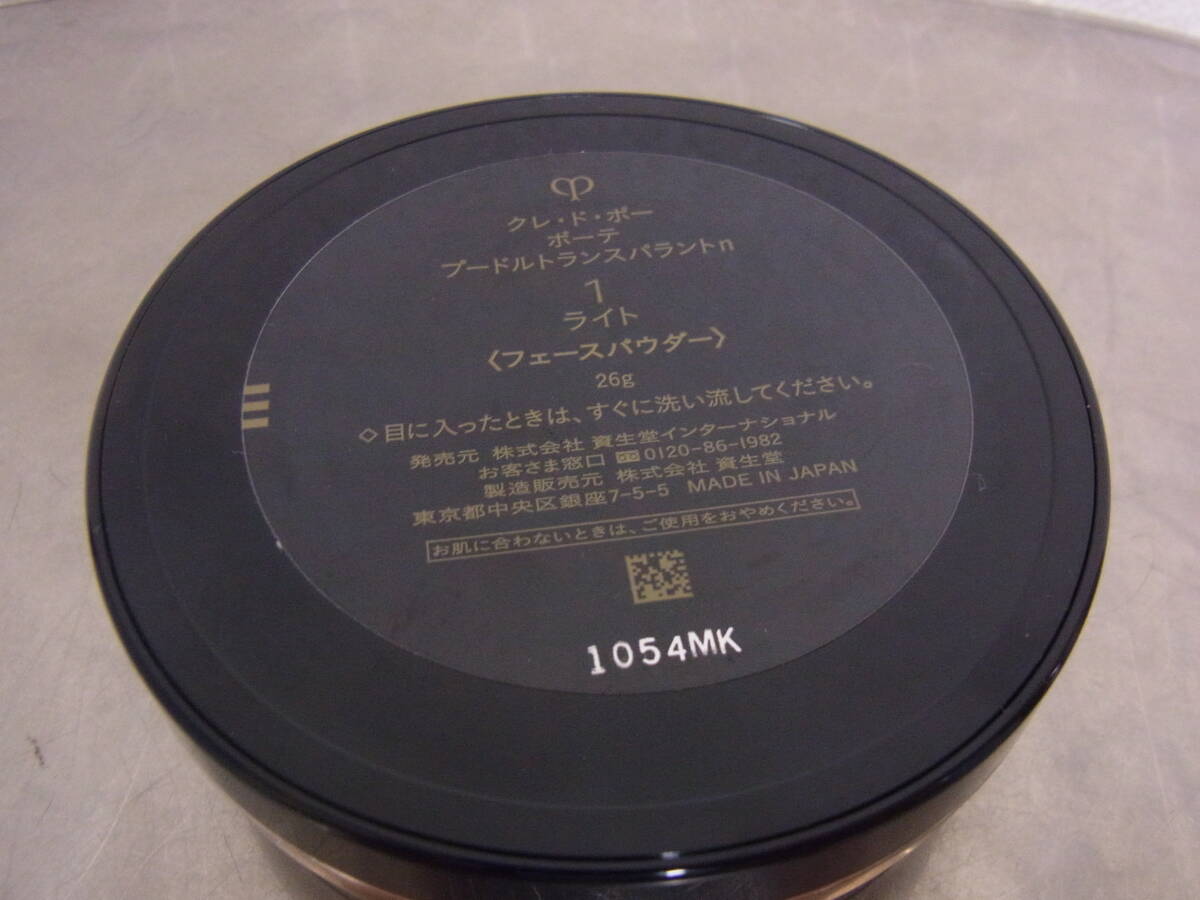 クレ・ド・ポー
ボーテ
プードルトランスパラントn
1
ライト
〈フェースパウダー〉
26g
◇目に入ったときは、すぐに洗い流してください。
発売元 株式会社 資生堂インターナショナル
お客さま窓口 0120-86-1982
製造販売元 株式会社 資生堂
東京都中央区銀座7-5-5 MADE IN JAPAN
お肌に合わないときは、ご使用をおやめください。
1054MK